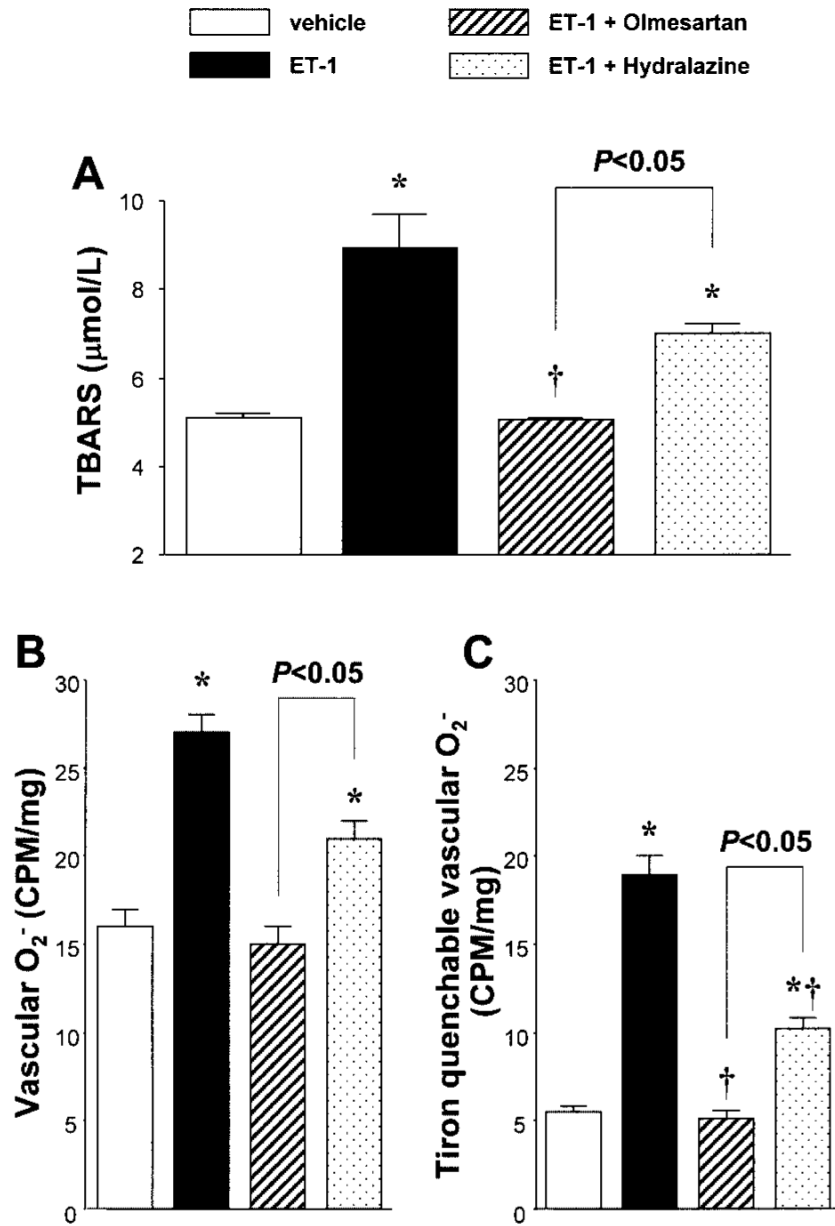 vehicle
ET-1
ET-1 + Olmesartan
ET-1 + Hydralazine
A
P<0.05
*
*
†
TBARS (µmol/L)
10
8
6
4
2
B
P<0.05
*
*
Vascular O₂⁻ (CPM/mg)
30
25
20
15
10
5
0
C
P<0.05
*
*†
†
Tiron quenchable vascular O₂⁻
(CPM/mg)
30
25
20
15
10
5
0